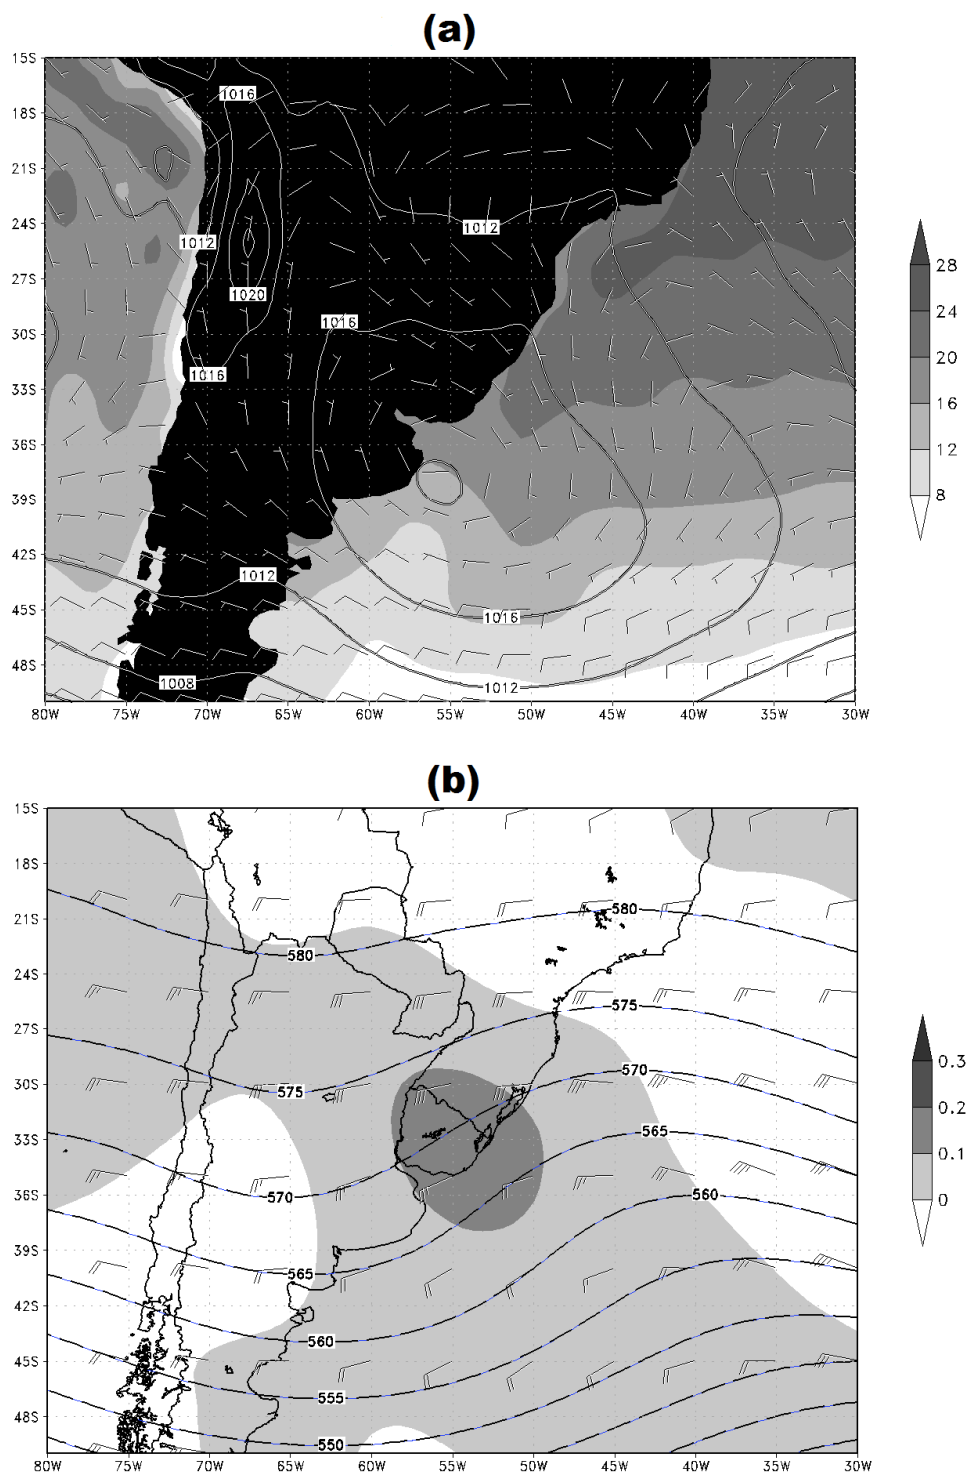 (a)
15S
18S
21S
24S
27S
30S
33S
36S
39S
42S
45S
48S
80W 75W 70W 65W 60W 55W 50W 45W 40W 35W 30W
1016
1012
1012
1020
1016
1016
1012
1016
1008
1012
28
24
20
16
12
8
(b)
15S
18S
21S
24S
27S
30S
33S
36S
39S
42S
45S
48S
80W 75W 70W 65W 60W 55W 50W 45W 40W 35W 30W
580
580
575
575
570
565
570
560
565
560
555
550
0.3
0.2
0.1
0